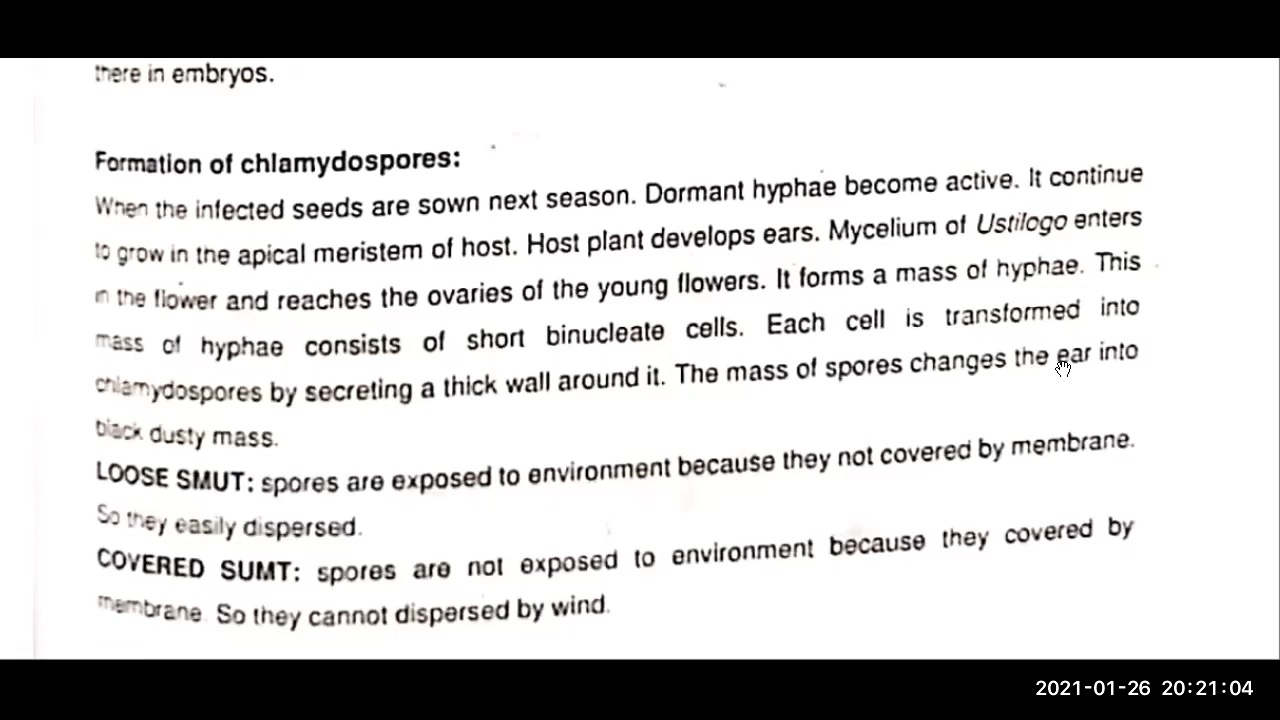 there in embryos.
Formation of chlamydospores:
When the infected seeds are sown next season. Dormant hyphae become active. It continue
to grow in the apical meristem of host. Host plant develops ears. Mycelium of Ustilogo enters
in the flower and reaches the ovaries of the young flowers. It forms a mass of hyphae. This
mass of hyphae consists of short binucleate cells. Each cell is transformed into
chlamydospores by secreting a thick wall around it. The mass of spores changes the ear into
black dusty mass.
LOOSE SMUT: spores are exposed to environment because they not covered by membrane.
So they easily dispersed.
COVERED SUMT: spores are not exposed to environment because they covered by
membrane. So they cannot dispersed by wind.
2021-01-26 20:21:04